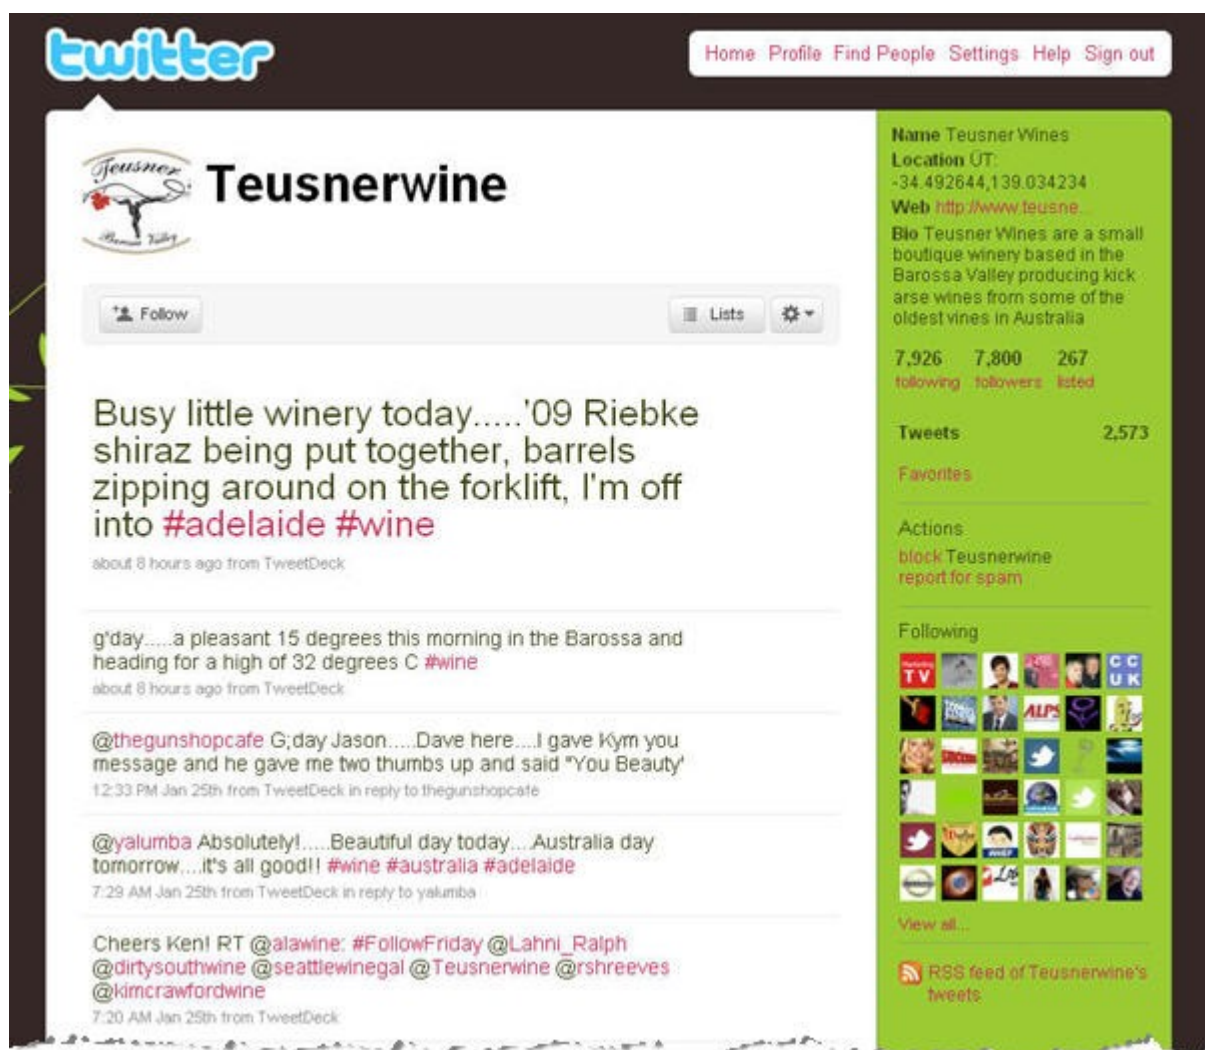 twitter
Home Profile Find People Settings Help Sign out
Teusner
Barossa Valley
Teusnerwine
Follow
Lists
Busy little winery today.....'09 Riebke
shiraz being put together, barrels
zipping around on the forklift, I'm off
into #adelaide #wine
about 8 hours ago from TweetDeck
g'day.....a pleasant 15 degrees this morning in the Barossa and
heading for a high of 32 degrees C #wine
about 8 hours ago from TweetDeck
@thegunshopcafe G;day Jason.....Dave here....I gave Kym you
message and he gave me two thumbs up and said "You Beauty'
12:33 PM Jan 25th from TweetDeck in reply to thegunshopcafe
@yalumba Absolutely!.....Beautiful day today....Australia day
tomorrow....it's all good!! #wine #australia #adelaide
7:29 AM Jan 25th from TweetDeck in reply to yalumba
Cheers Ken! RT @alawine: #FollowFriday @Lahni_Ralph
@dirtysouthwine @seattlewinegal @Teusnerwine @rshreeves
@kimcrawfordwine
7:20 AM Jan 25th from TweetDeck
Name Teusner Wines
Location ÜT:
-34.492644,139.034234
Web http://www.teusne...
Bio Teusner Wines are a small
boutique winery based in the
Barossa Valley producing kick
arse wines from some of the
oldest vines in Australia
7,926 7,800 267
following followers listed
Tweets 2,573
Favorites
Actions
block Teusnerwine
report for spam
Following
TV
CC
UK
ALPS
View all...
RSS feed of Teusnerwine's
tweets